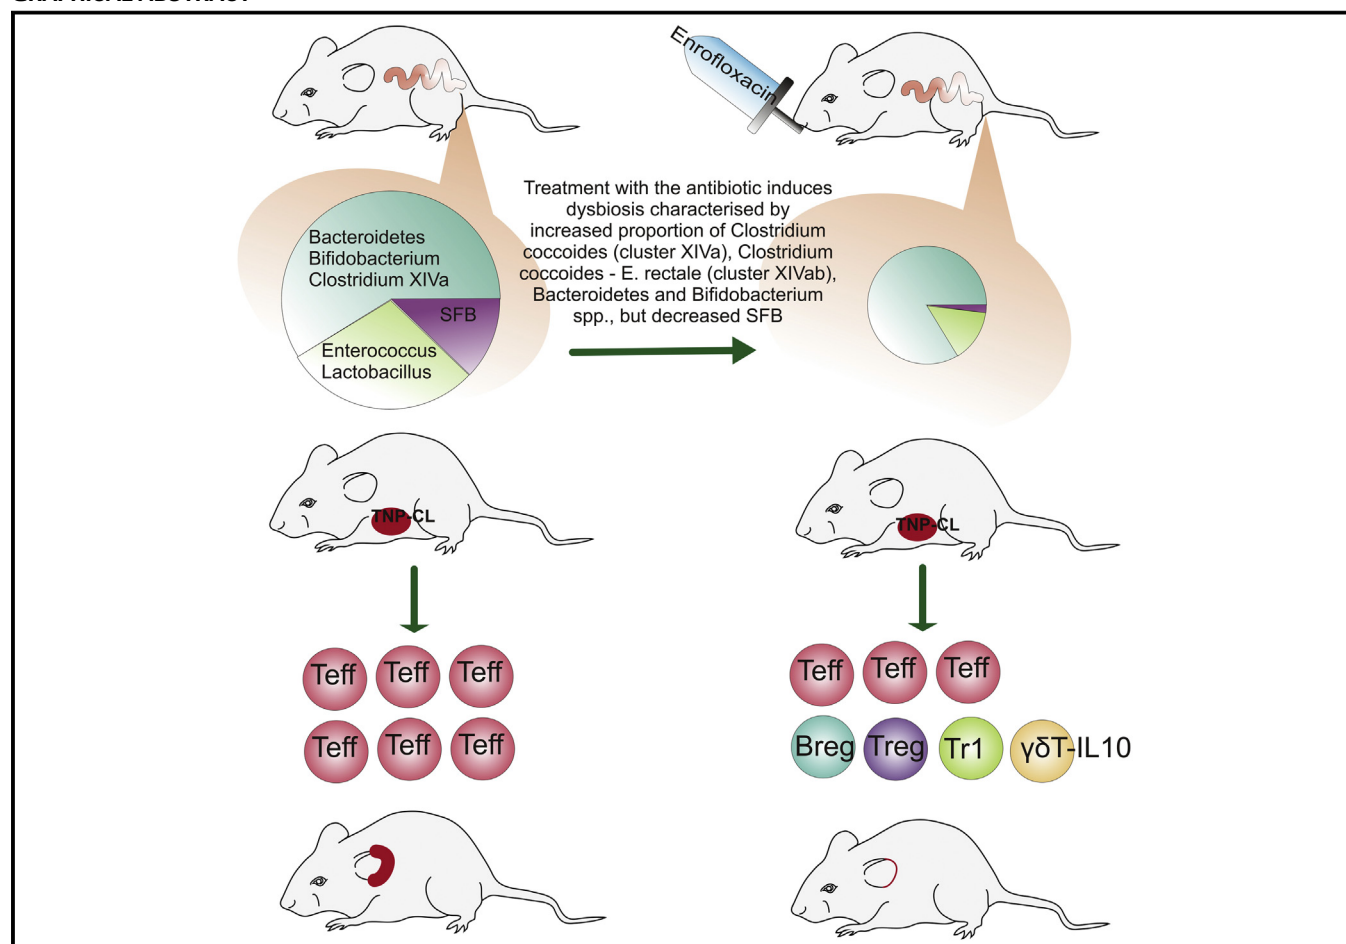 Enrofloxacin
Treatment with the antibiotic induces
dysbiosis characterised by
increased proportion of Clostridium
coccoides (cluster XIVa), Clostridium
coccoides - E. rectale (cluster XIVab),
Bacteroidetes and Bifidobacterium
spp., but decreased SFB
Bacteroidetes
Bifidobacterium
Clostridium XIVa
SFB
Enterococcus
Lactobacillus
TNP-CL
TNP-CL
Teff
Teff
Teff
Teff
Teff
Teff
Teff
Teff
Teff
Breg
Treg
Tr1
γδT-IL10